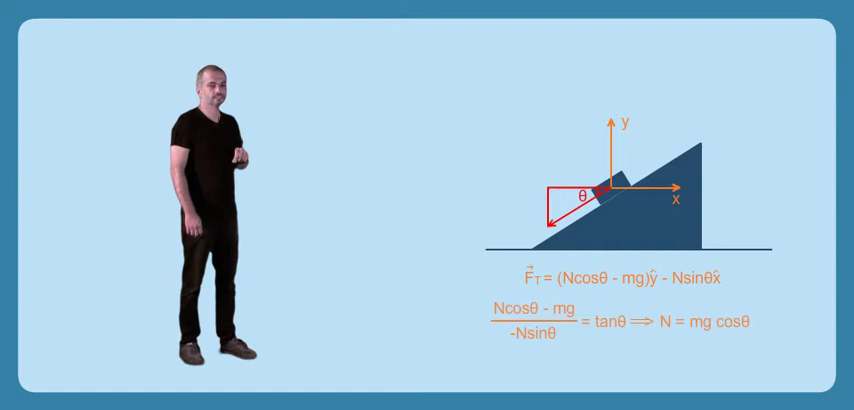 y
θ
x
F⃗T = (Ncosθ - mg)ŷ - Nsinθx̂
Ncosθ - mg
-Nsinθ
= tanθ ⟹ N = mg cosθ